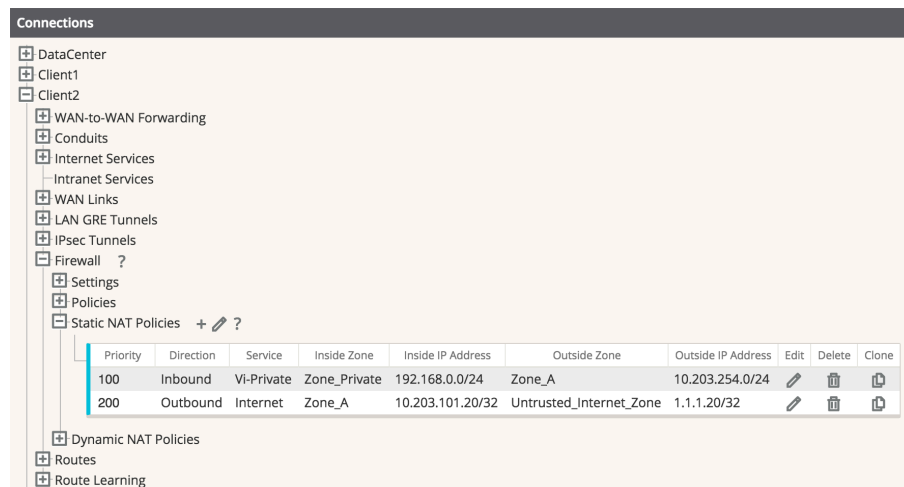 Connections
DataCenter
Client1
Client2
WAN-to-WAN Forwarding
Conduits
Internet Services
Intranet Services
WAN Links
LAN GRE Tunnels
IPsec Tunnels
Firewall ?
Settings
Policies
Static NAT Policies + ?
Priority Direction Service Inside Zone Inside IP Address Outside Zone Outside IP Address Edit Delete Clone
100 Inbound Vi-Private Zone_Private 192.168.0.0/24 Zone_A 10.203.254.0/24
200 Outbound Internet Zone_A 10.203.101.20/32 Untrusted_Internet_Zone 1.1.1.20/32
Dynamic NAT Policies
Routes
Route Learning